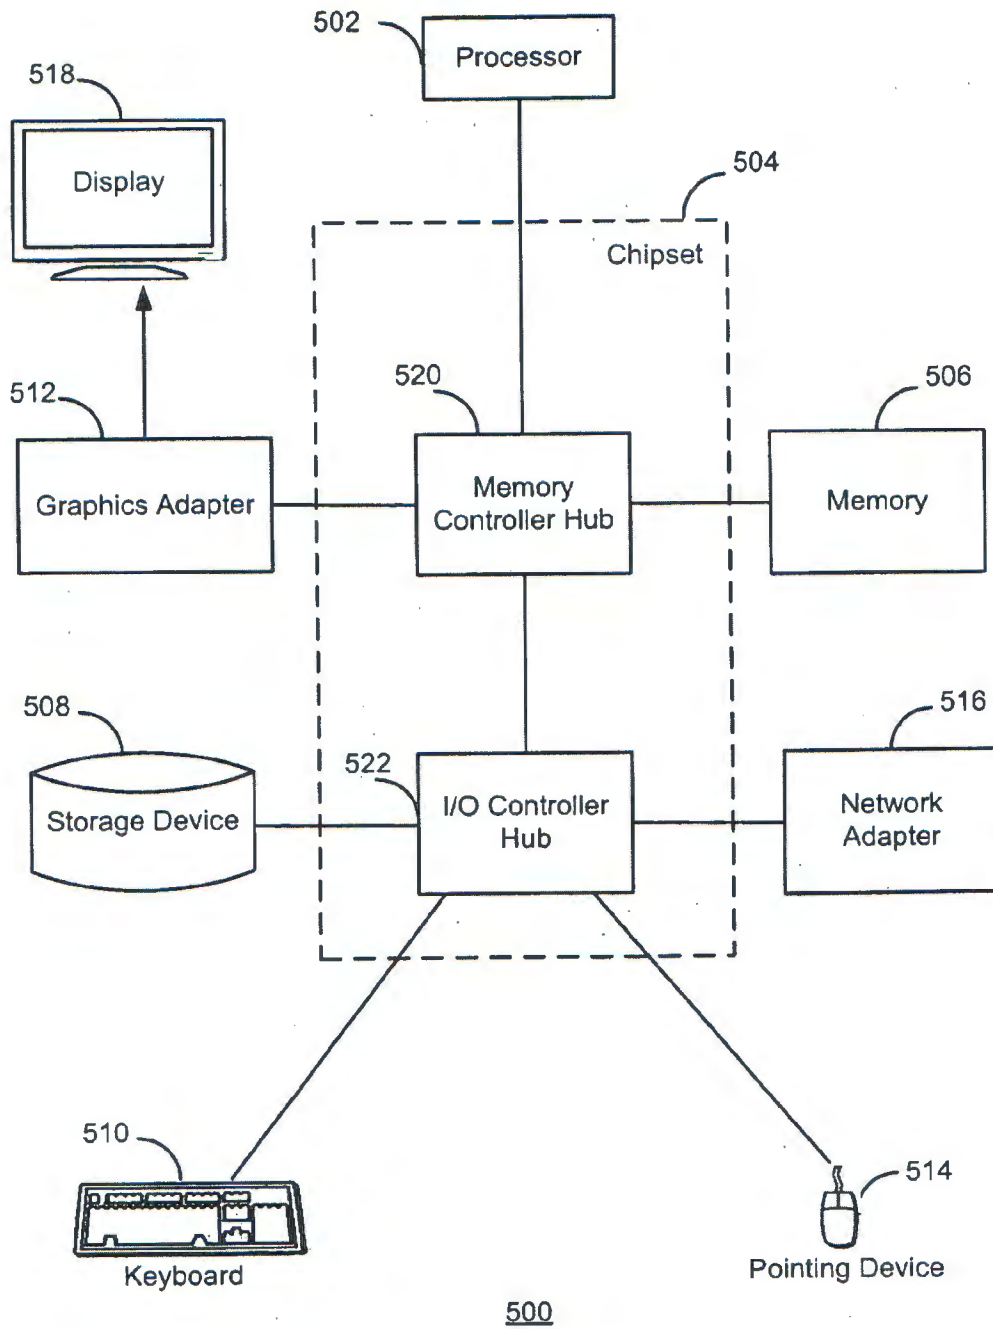 502
Processor
518
Display
504
Chipset
520
506
512
Graphics Adapter
Memory
Controller Hub
Memory
508
516
522
Storage Device
I/O Controller
Hub
Network
Adapter
510
514
Keyboard
Pointing Device
500